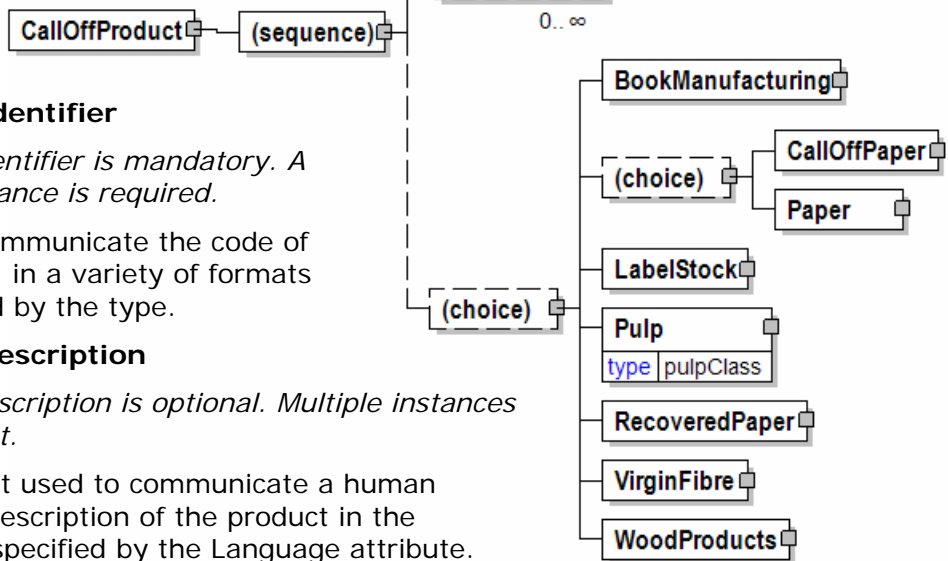 0.. ∞
CallOffProduct
(sequence)
BookManufacturing
(choice)
CallOffPaper
Paper
LabelStock
(choice)
Pulp
type pulpClass
RecoveredPaper
VirginFibre
WoodProducts
dentifier
entifier is mandatory. A
ance is required.
mmunicate the code of
in a variety of formats
d by the type.
escription
scription is optional. Multiple instances
t.
t used to communicate a human
escription of the product in the
specified by the Language attribute.